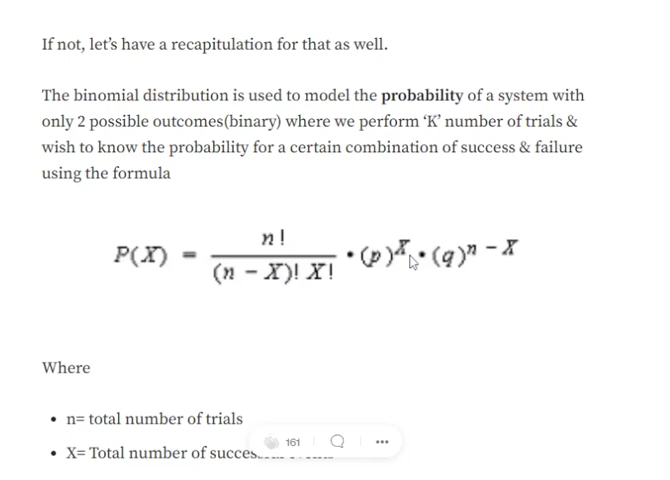 If not, let’s have a recapitulation for that as well.
The binomial distribution is used to model the probability of a system with
only 2 possible outcomes(binary) where we perform ‘K’ number of trials &
wish to know the probability for a certain combination of success & failure
using the formula
P(X) = n! / (n − X)! X! · (p)^X · (q)^n − X
Where
• n= total number of trials
• X= Total number of
161